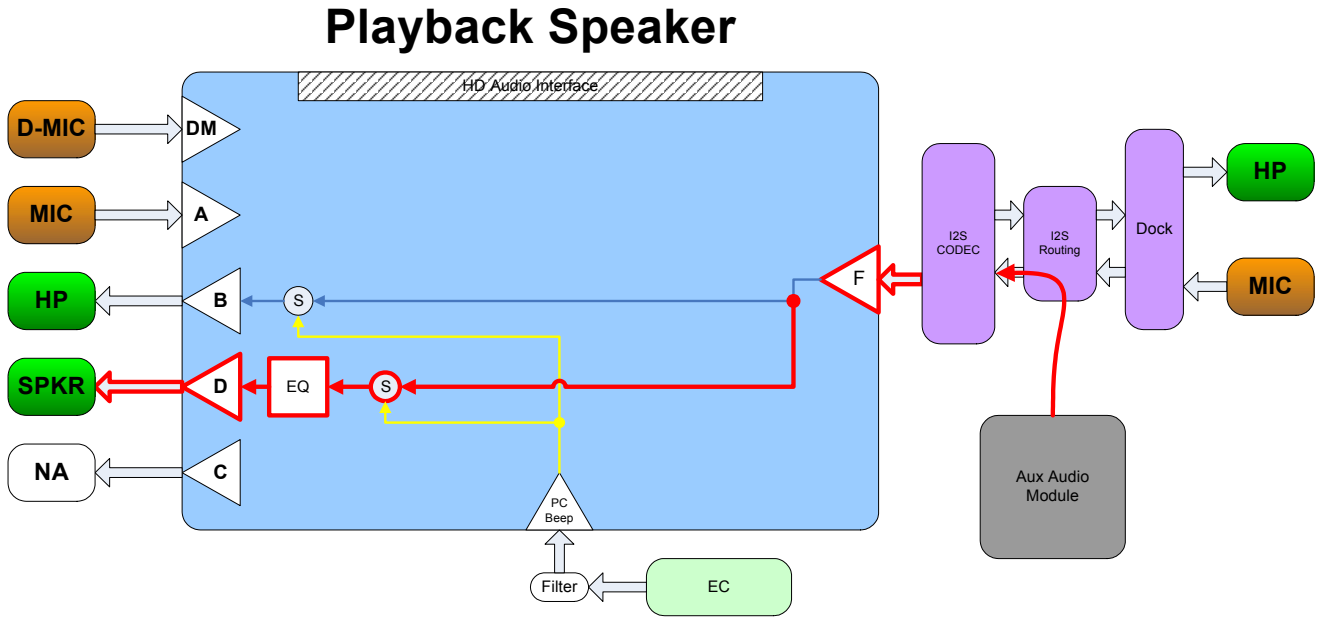 Playback Speaker
HD Audio Interface
D-MIC
DM
MIC
A
HP
B
S
SPKR
D
EQ
S
NA
C
PC
Beep
Filter
EC
F
I2S
CODEC
I2S
Routing
Dock
HP
MIC
Aux Audio
Module